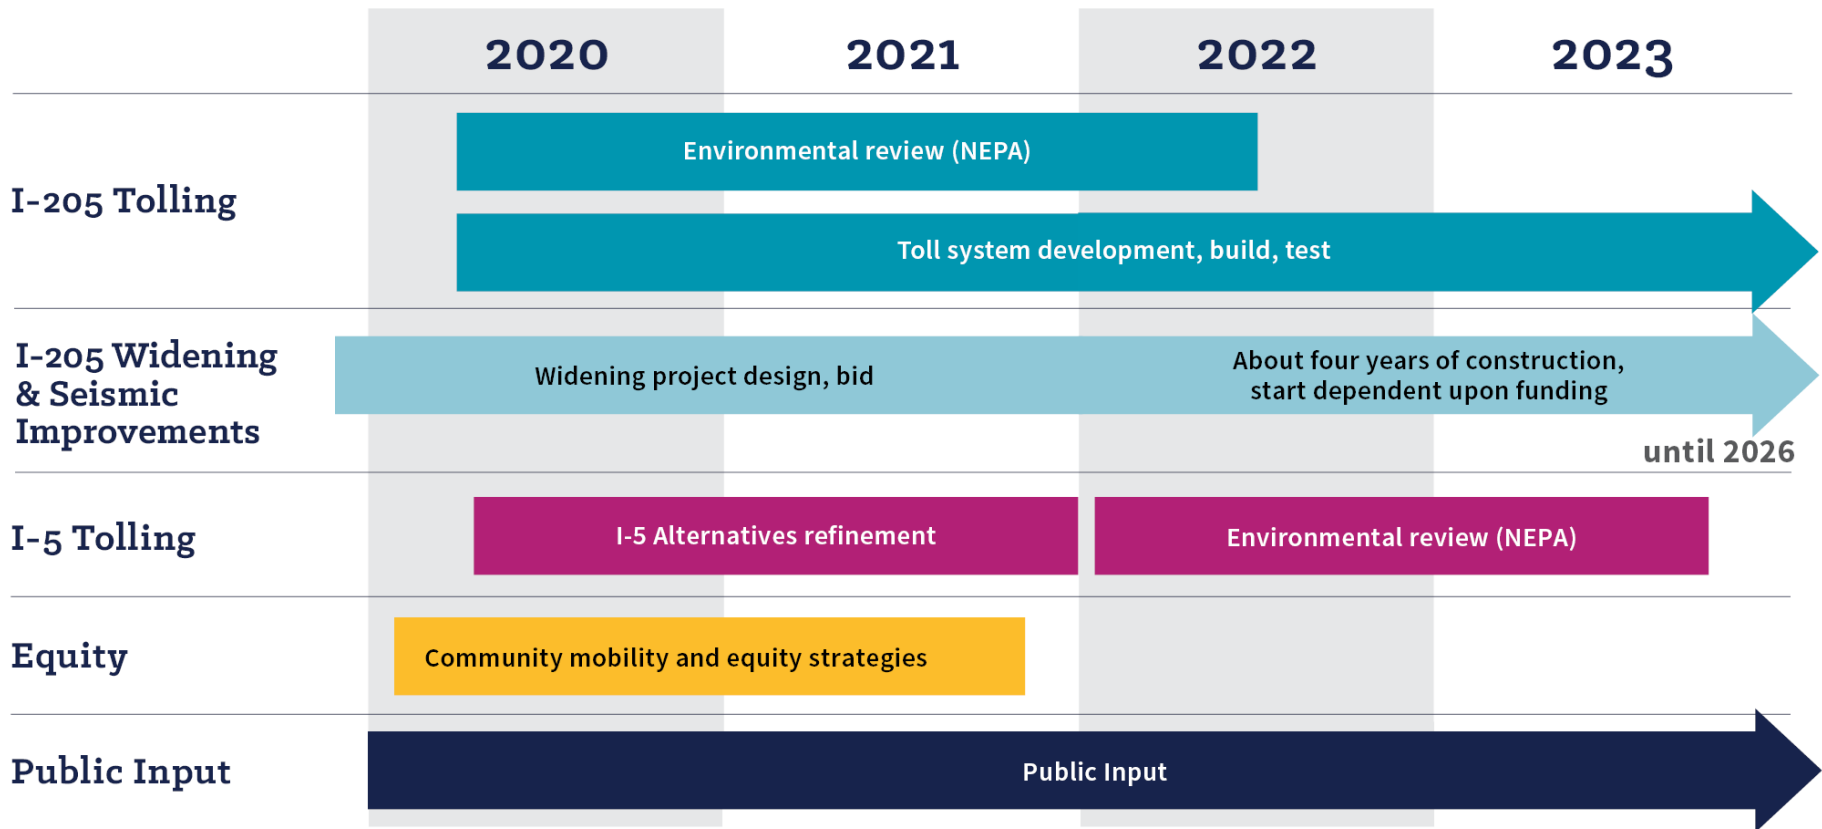 2020 2021 2022 2023
I-205 Tolling
Environmental review (NEPA)
Toll system development, build, test
I-205 Widening
& Seismic
Improvements
Widening project design, bid
About four years of construction,
start dependent upon funding
until 2026
I-5 Tolling
I-5 Alternatives refinement
Environmental review (NEPA)
Equity
Community mobility and equity strategies
Public Input
Public Input